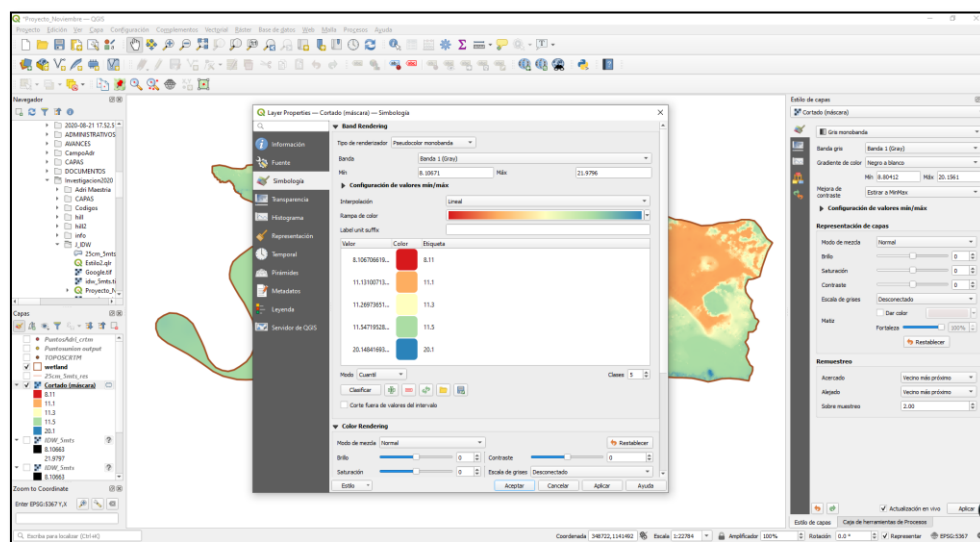 *Proyecto_Noviembre — QGIS
Proyecto Edición Ver Capa Configuración Complementos Vectorial Ráster Base de datos Web Malla Procesos Ayuda
Navegador
2020-08-21 17.52.5
ADMINISTRATIVOS
AVANCES
CampoAdr
CAPAS
DOCUMENTOS
Investigacion2020
Adri Maestria
CAPAS
Codigos
hill
hill2
info
J_IDW
25cm_5mts
Estilo2.qlr
Google.tif
idw_5mts.ti
Proyecto_N
Capas
PuntosAdri_crtm
Puntosunion output
TOPOSCRTM
wetland
25cm_5mts_res
Cortado (máscara)
8.11
11.1
11.3
11.5
20.1
IDW_5mts
8.10663
21.9797
IDW_5mts
8.10663
Zoom to Coordinate
Enter EPSG:5367 Y,X
Escriba para localizar (Ctrl+K)
Layer Properties — Cortado (máscara) — Simbología
Información
Fuente
Simbología
Transparencia
Histograma
Representación
Temporal
Pirámides
Metadatos
Leyenda
Servidor de QGIS
Band Rendering
Tipo de renderizador Pseudocolor monobanda
Banda Banda 1 (Gray)
Mín 8.10671 Máx 21.9796
Configuración de valores mín/máx
Interpolación Lineal
Rampa de color
Label unit suffix
Valor Color Etiqueta
8.106706619... 8.11
11.13100713... 11.1
11.26973651... 11.3
11.54719528... 11.5
20.14841693... 20.1
Modo Cuantil Clases 5
Clasificar
Corte fuera de valores del intervalo
Color Rendering
Modo de mezcla Normal Restablecer
Brillo 0 Contraste 0
Saturación 0 Escala de grises Desconectado
Estilo Aceptar Cancelar Aplicar Ayuda
Estilo de capas
Cortado (máscara)
Gris monobanda
Banda gris Banda 1 (Gray)
Gradiente de color Negro a blanco
Mín 8.80412 Máx 20.1561
Mejora de contraste Estirar a MinMax
Configuración de valores mín/máx
Representación de capas
Modo de mezcla Normal
Brillo 0
Saturación 0
Contraste 0
Escala de grises Desconectado
Matiz Dar color
Fortaleza 100%
Restablecer
Remuestreo
Acercado Vecino más próximo
Alejado Vecino más próximo
Sobre muestreo 2.00
Actualización en vivo Aplicar
Estilo de capas Caja de herramientas de Procesos
Coordenada 348722,1141492 Escala 1:22784 Amplificador 100% Rotación 0.0 ° Representar EPSG:5367